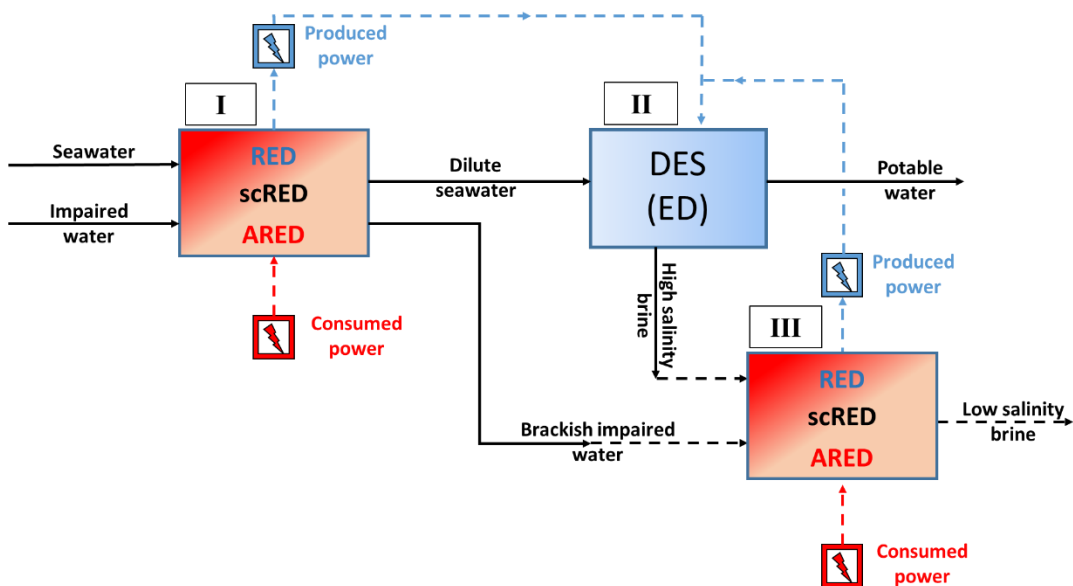 Produced
power
I
II
Seawater
RED
scRED
ARED
Impaired
water
Dilute
seawater
DES
(ED)
Potable
water
High salinity
brine
Consumed
power
Produced
power
III
RED
scRED
ARED
Brackish impaired
water
Low salinity
brine
Consumed
power